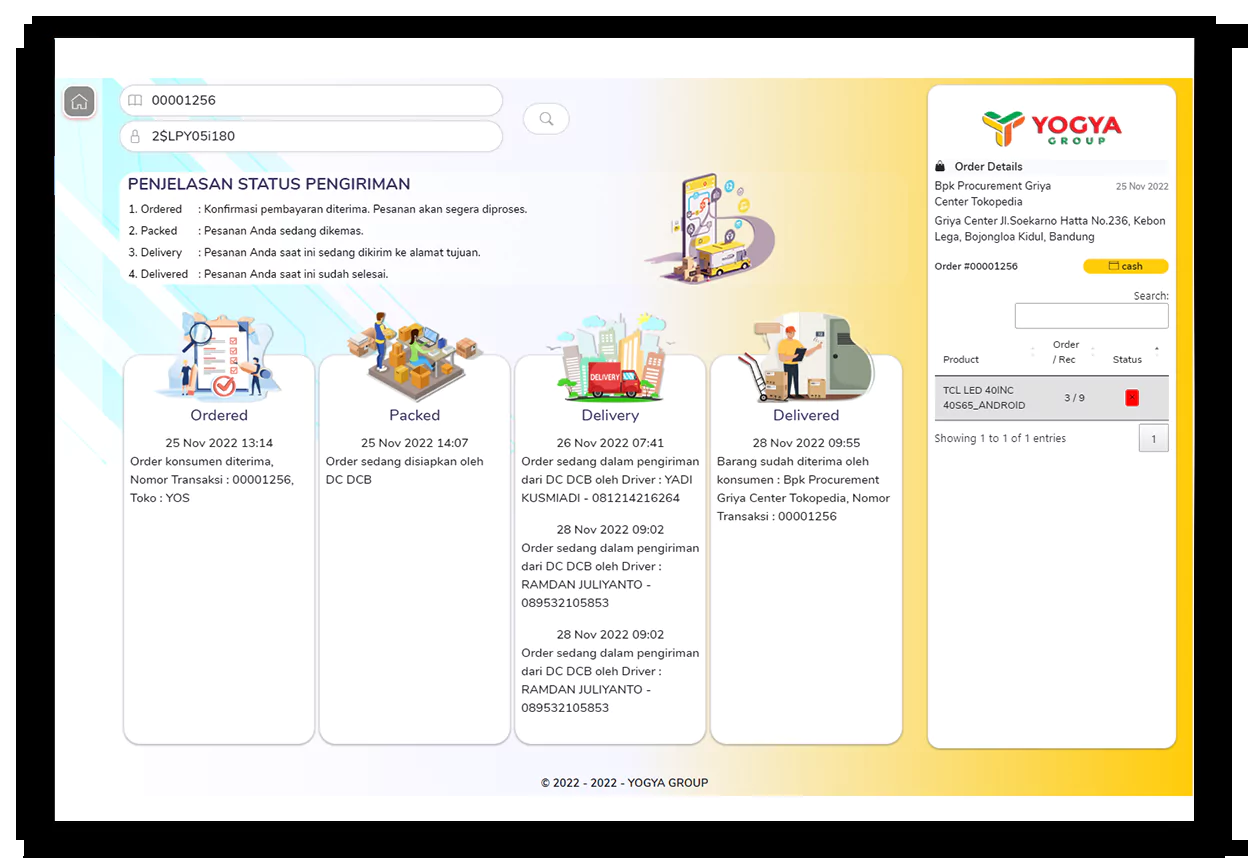 00001256
2$LPY05i180
PENJELASAN STATUS PENGIRIMAN
1. Ordered : Konfirmasi pembayaran diterima. Pesanan akan segera diproses.
2. Packed : Pesanan Anda sedang dikemas.
3. Delivery : Pesanan Anda saat ini sedang dikirim ke alamat tujuan.
4. Delivered : Pesanan Anda saat ini sudah selesai.
Ordered
25 Nov 2022 13:14
Order konsumen diterima,
Nomor Transaksi : 00001256,
Toko : YOS
Packed
25 Nov 2022 14:07
Order sedang disiapkan oleh
DC DCB
DELIVERY
Delivery
26 Nov 2022 07:41
Order sedang dalam pengiriman
dari DC DCB oleh Driver : YADI
KUSMIADI - 081214216264
28 Nov 2022 09:02
Order sedang dalam pengiriman
dari DC DCB oleh Driver :
RAMDAN JULIYANTO -
089532105853
28 Nov 2022 09:02
Order sedang dalam pengiriman
dari DC DCB oleh Driver :
RAMDAN JULIYANTO -
089532105853
Delivered
28 Nov 2022 09:55
Barang sudah diterima oleh
konsumen : Bpk Procurement
Griya Center Tokopedia, Nomor
Transaksi : 00001256
YOGYA
GROUP
Order Details
Bpk Procurement Griya 25 Nov 2022
Center Tokopedia
Griya Center Jl.Soekarno Hatta No.236, Kebon
Lega, Bojongloa Kidul, Bandung
Order #00001256 cash
Search:
Product Order / Rec Status
TCL LED 40INC
40S65_ANDROID 3 / 9
Showing 1 to 1 of 1 entries 1
© 2022 - 2022 - YOGYA GROUP